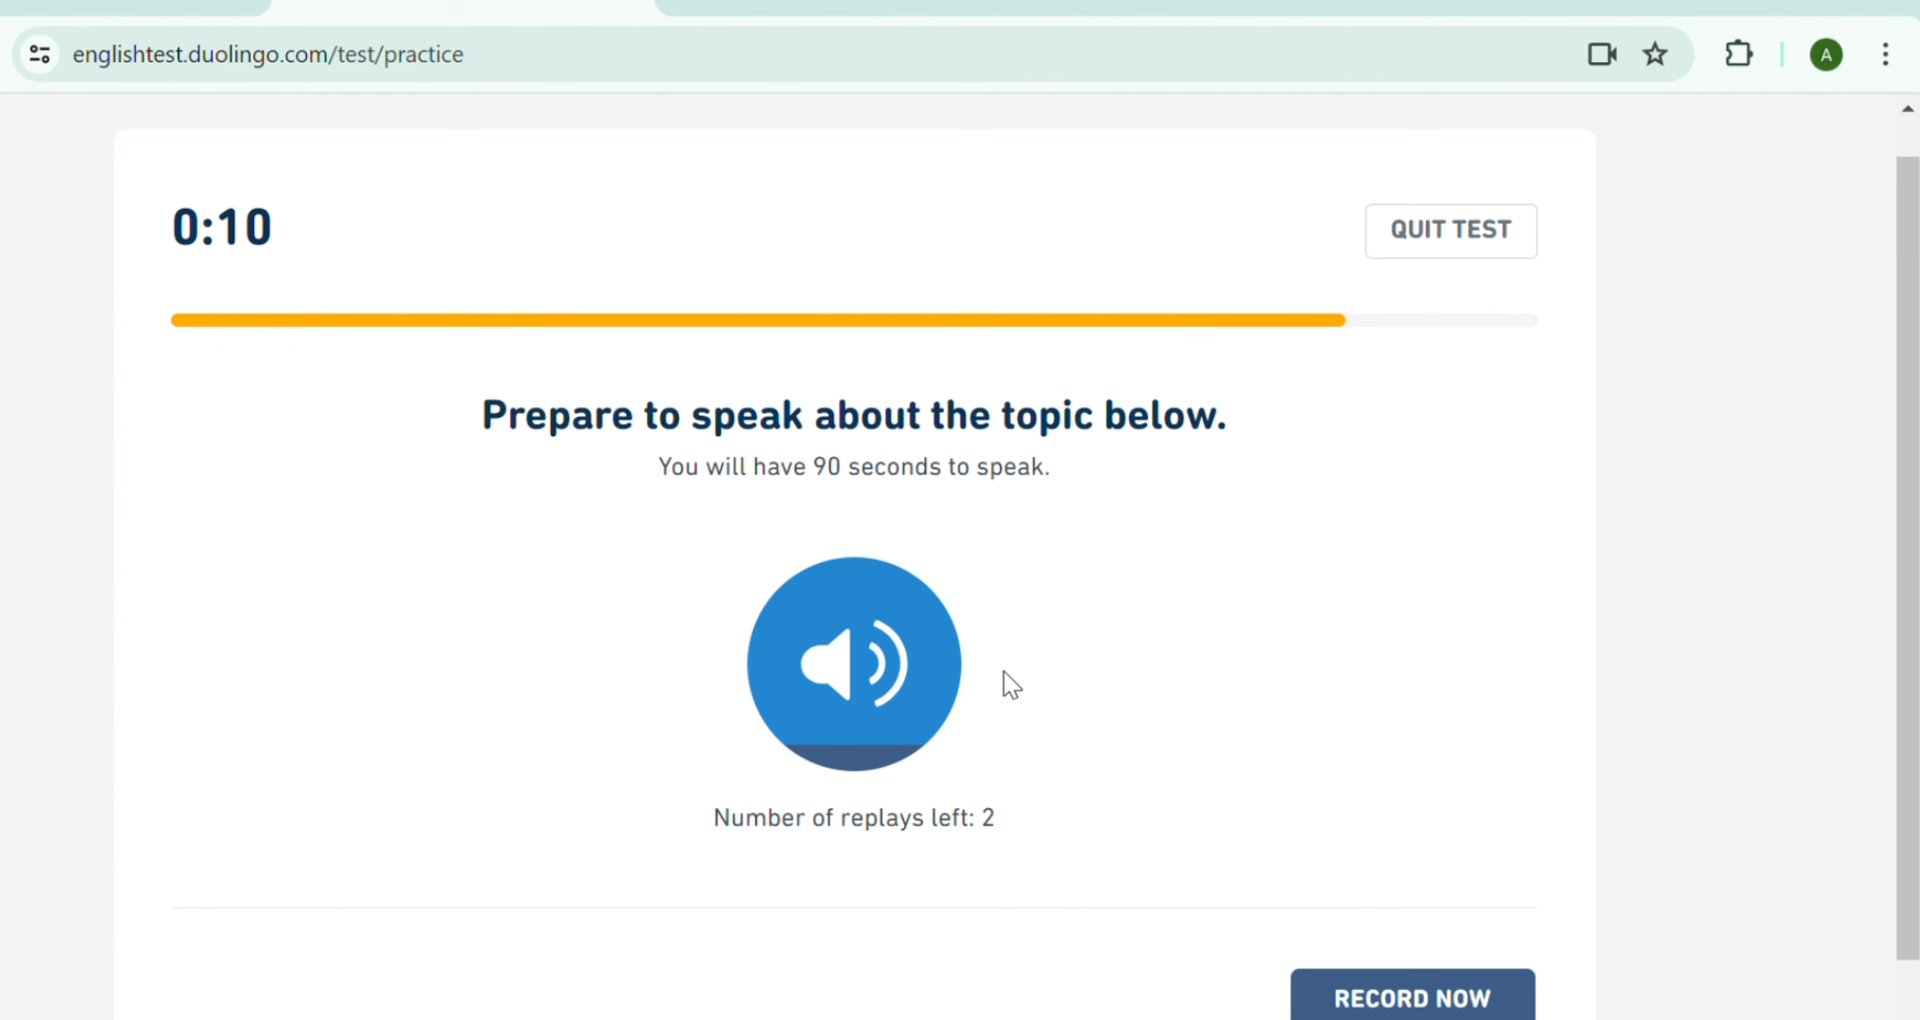 englishtest.duolingo.com/test/practice
A
0:10
QUIT TEST
Prepare to speak about the topic below.
You will have 90 seconds to speak.
Number of replays left: 2
RECORD NOW